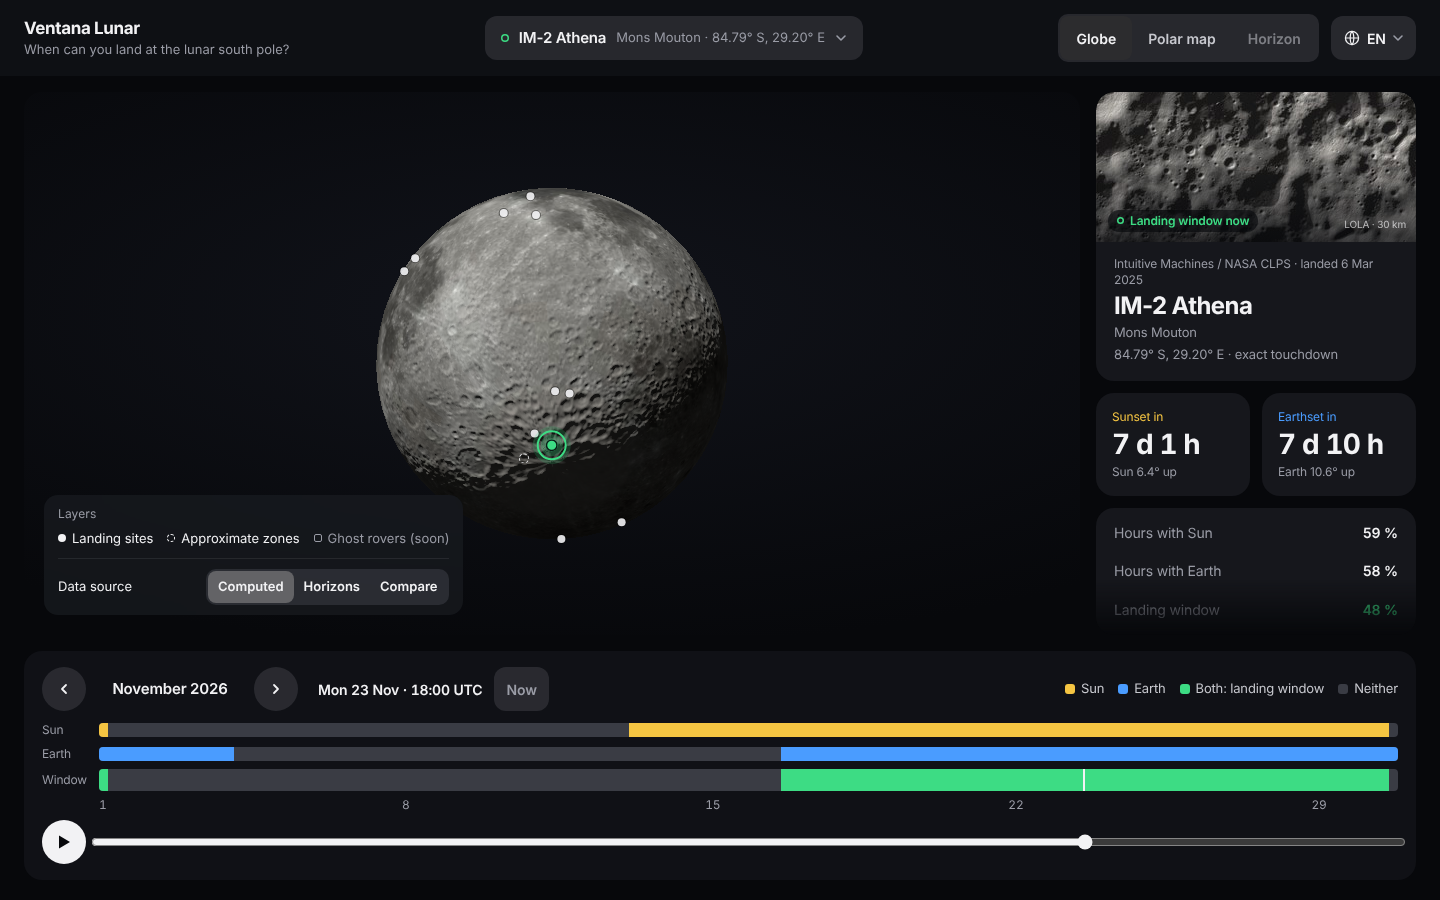 Ventana Lunar
When can you land at the lunar south pole?
IM-2 Athena Mons Mouton · 84.79° S, 29.20° E
Globe Polar map Horizon
EN
Landing window now
LOLA · 30 km
Intuitive Machines / NASA CLPS · landed 6 Mar
2025
IM-2 Athena
Mons Mouton
84.79° S, 29.20° E · exact touchdown
Sunset in
7 d 1 h
Sun 6.4° up
Earthset in
7 d 10 h
Earth 10.6° up
Hours with Sun 59 %
Hours with Earth 58 %
Landing window 48 %
Layers
Landing sites Approximate zones Ghost rovers (soon)
Data source Computed Horizons Compare
November 2026 Mon 23 Nov · 18:00 UTC Now
Sun Earth Both: landing window Neither
Sun
Earth
Window
1 8 15 22 29